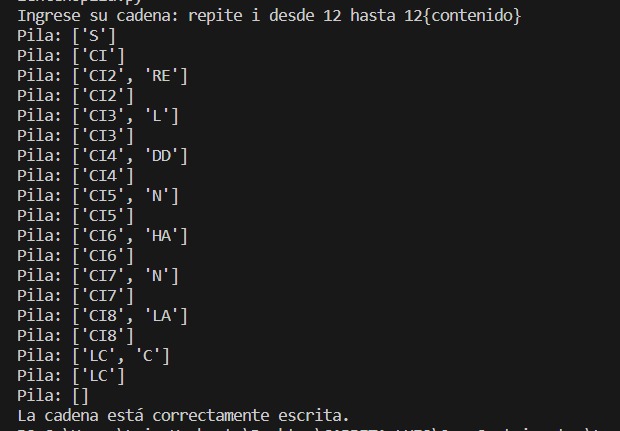 Ingrese su cadena: repite i desde 12 hasta 12{contenido}
Pila: ['S']
Pila: ['CI']
Pila: ['CI2', 'RE']
Pila: ['CI2']
Pila: ['CI3', 'L']
Pila: ['CI3']
Pila: ['CI4', 'DD']
Pila: ['CI4']
Pila: ['CI5', 'N']
Pila: ['CI5']
Pila: ['CI6', 'HA']
Pila: ['CI6']
Pila: ['CI7', 'N']
Pila: ['CI7']
Pila: ['CI8', 'LA']
Pila: ['CI8']
Pila: ['LC', 'C']
Pila: ['LC']
Pila: []
La cadena está correctamente escrita.